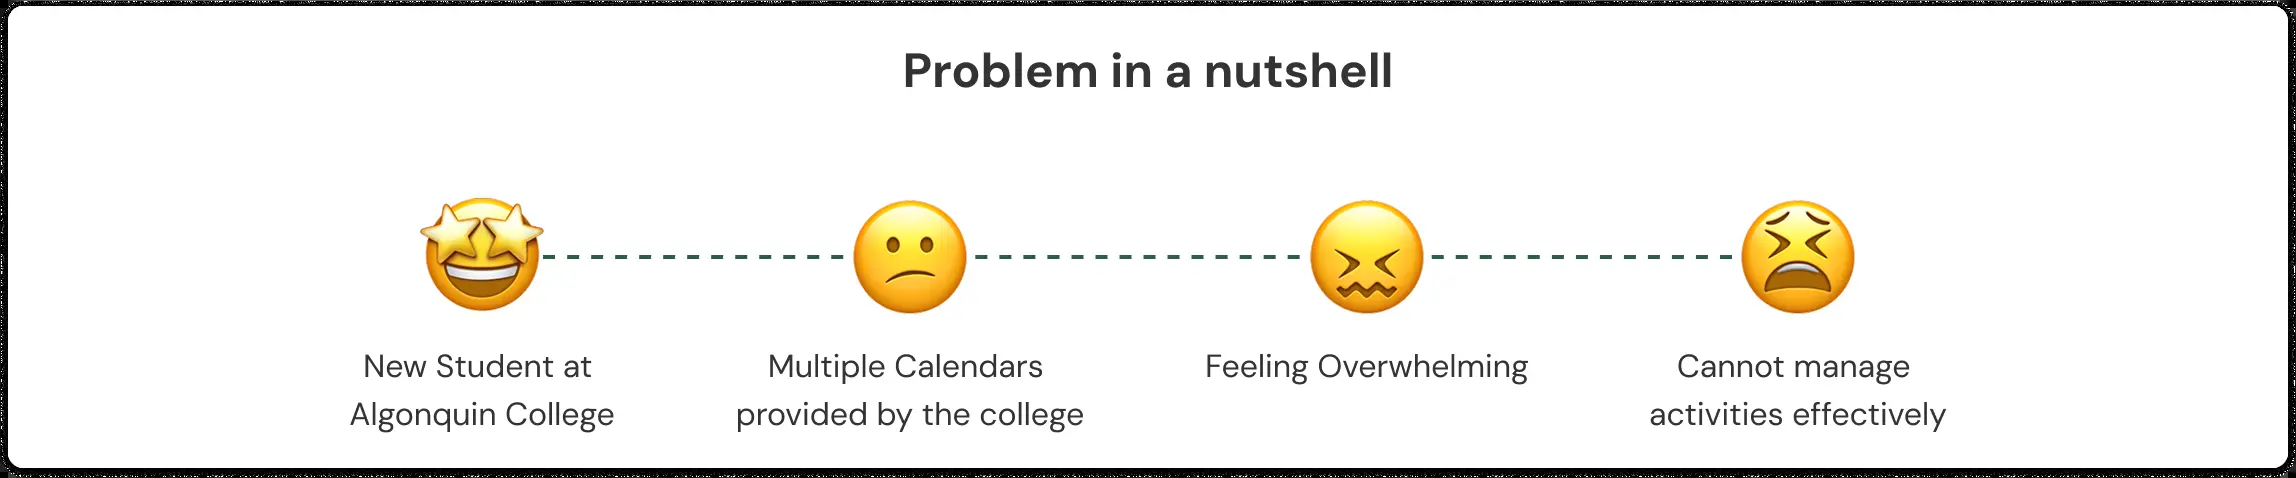 Problem in a nutshell
New Student at
Algonquin College
Multiple Calendars
provided by the college
Feeling Overwhelming
Cannot manage
activities effectively